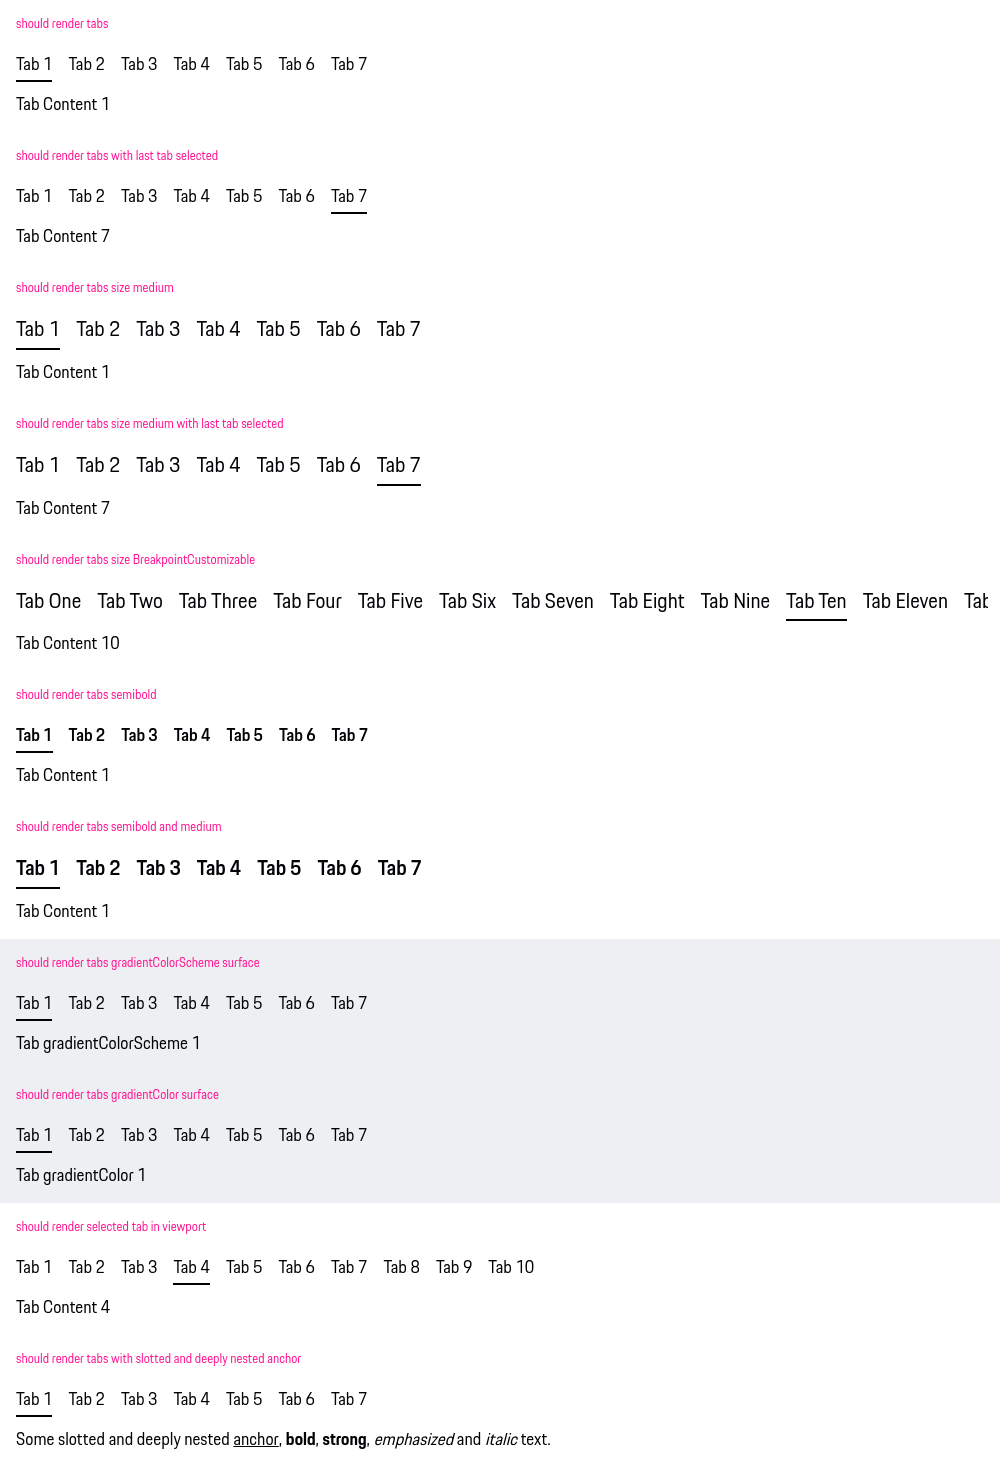 should render tabs
Tab 1 Tab 2 Tab 3 Tab 4 Tab 5 Tab 6 Tab 7
Tab Content 1
should render tabs with last tab selected
Tab 1 Tab 2 Tab 3 Tab 4 Tab 5 Tab 6 Tab 7
Tab Content 7
should render tabs size medium
Tab 1 Tab 2 Tab 3 Tab 4 Tab 5 Tab 6 Tab 7
Tab Content 1
should render tabs size medium with last tab selected
Tab 1 Tab 2 Tab 3 Tab 4 Tab 5 Tab 6 Tab 7
Tab Content 7
should render tabs size BreakpointCustomizable
Tab One Tab Two Tab Three Tab Four Tab Five Tab Six Tab Seven Tab Eight Tab Nine Tab Ten Tab Eleven Tab
Tab Content 10
should render tabs semibold
Tab 1 Tab 2 Tab 3 Tab 4 Tab 5 Tab 6 Tab 7
Tab Content 1
should render tabs semibold and medium
Tab 1 Tab 2 Tab 3 Tab 4 Tab 5 Tab 6 Tab 7
Tab Content 1
should render tabs gradientColorScheme surface
Tab 1 Tab 2 Tab 3 Tab 4 Tab 5 Tab 6 Tab 7
Tab gradientColorScheme 1
should render tabs gradientColor surface
Tab 1 Tab 2 Tab 3 Tab 4 Tab 5 Tab 6 Tab 7
Tab gradientColor 1
should render selected tab in viewport
Tab 1 Tab 2 Tab 3 Tab 4 Tab 5 Tab 6 Tab 7 Tab 8 Tab 9 Tab 10
Tab Content 4
should render tabs with slotted and deeply nested anchor
Tab 1 Tab 2 Tab 3 Tab 4 Tab 5 Tab 6 Tab 7
Some slotted and deeply nested anchor, bold, strong, emphasized and italic text.